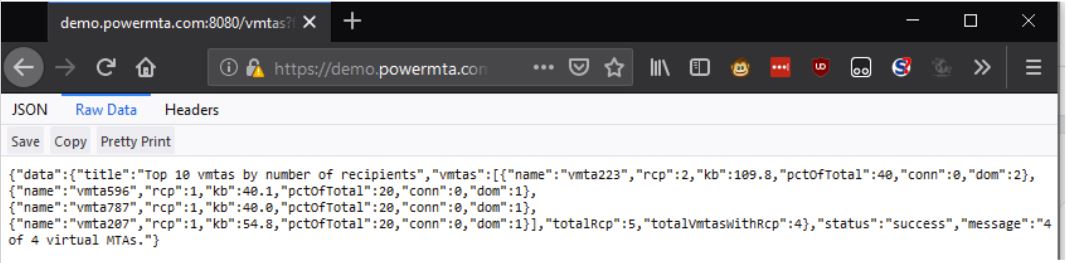 demo.powermta.com:8080/vmtas?
https://demo.powermta.com
JSON Raw Data Headers
Save Copy Pretty Print
{"data":{"title":"Top 10 vmtas by number of recipients","vmtas":[{"name":"vmta223","rcp":2,"kb":109.8,"pctOfTotal":40,"conn":0,"dom":2},
{"name":"vmta596","rcp":1,"kb":40.1,"pctOfTotal":20,"conn":0,"dom":1},
{"name":"vmta787","rcp":1,"kb":40.0,"pctOfTotal":20,"conn":0,"dom":1},
{"name":"vmta207","rcp":1,"kb":54.8,"pctOfTotal":20,"conn":0,"dom":1}],"totalRcp":5,"totalVmtasWithRcp":4},"status":"success","message":"4
of 4 virtual MTAs."}